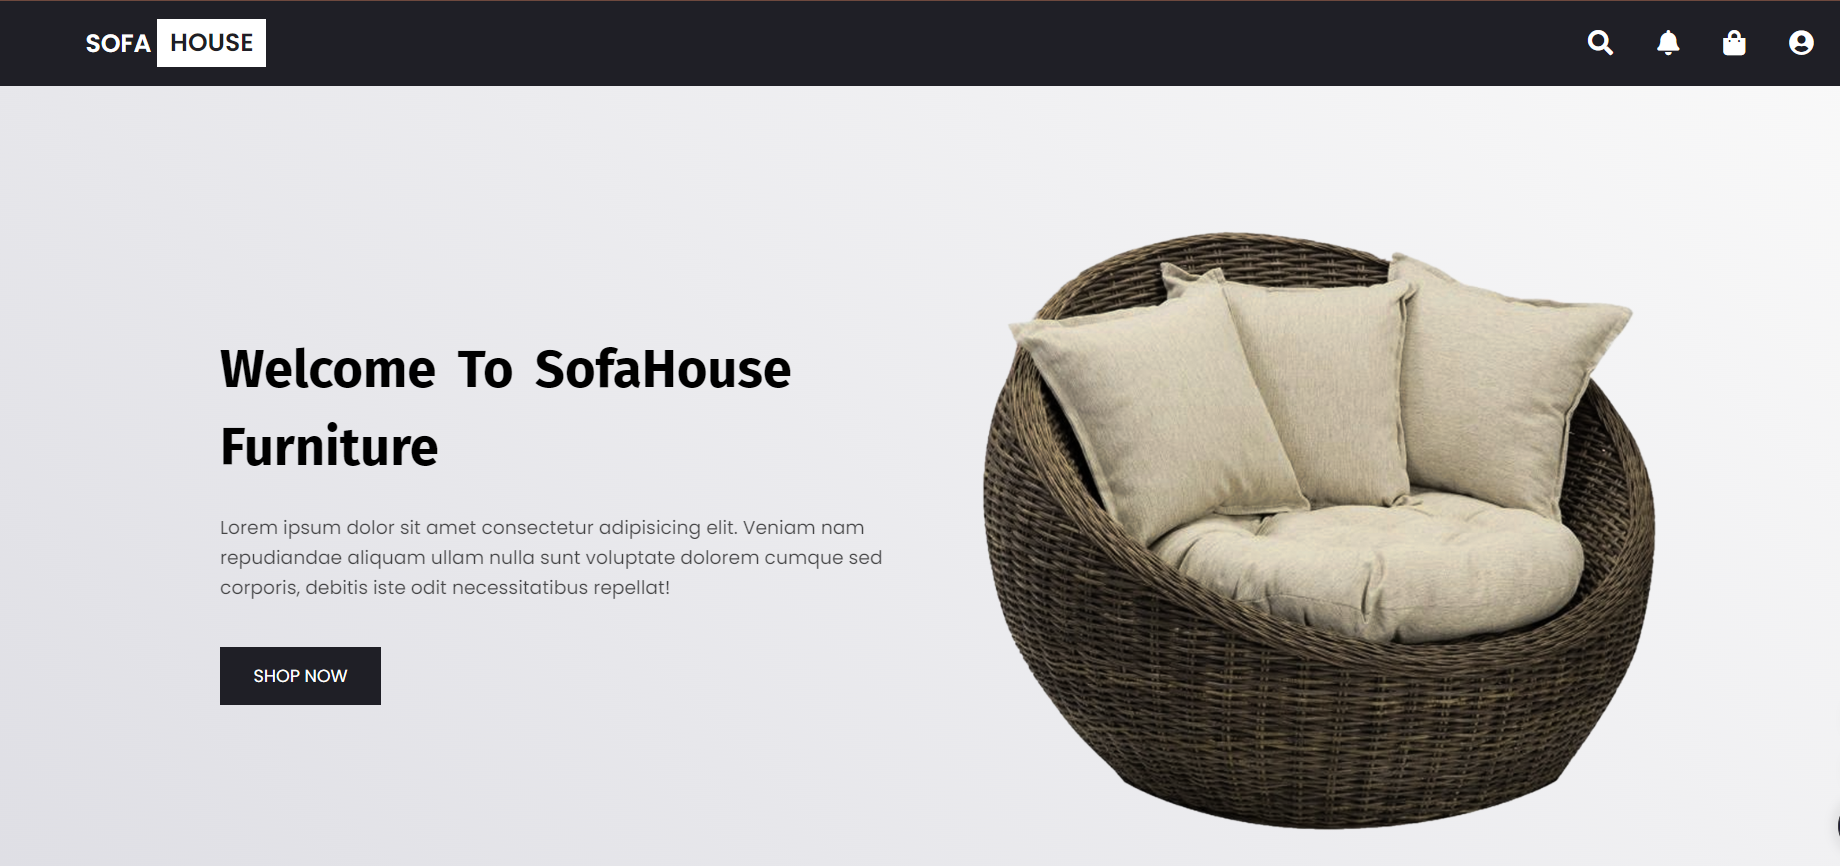 SOFA HOUSE
Welcome To SofaHouse
Furniture
Lorem ipsum dolor sit amet consectetur adipisicing elit. Veniam nam
repudiandae aliquam ullam nulla sunt voluptate dolorem cumque sed
corporis, debitis iste odit necessitatibus repellat!
SHOP NOW